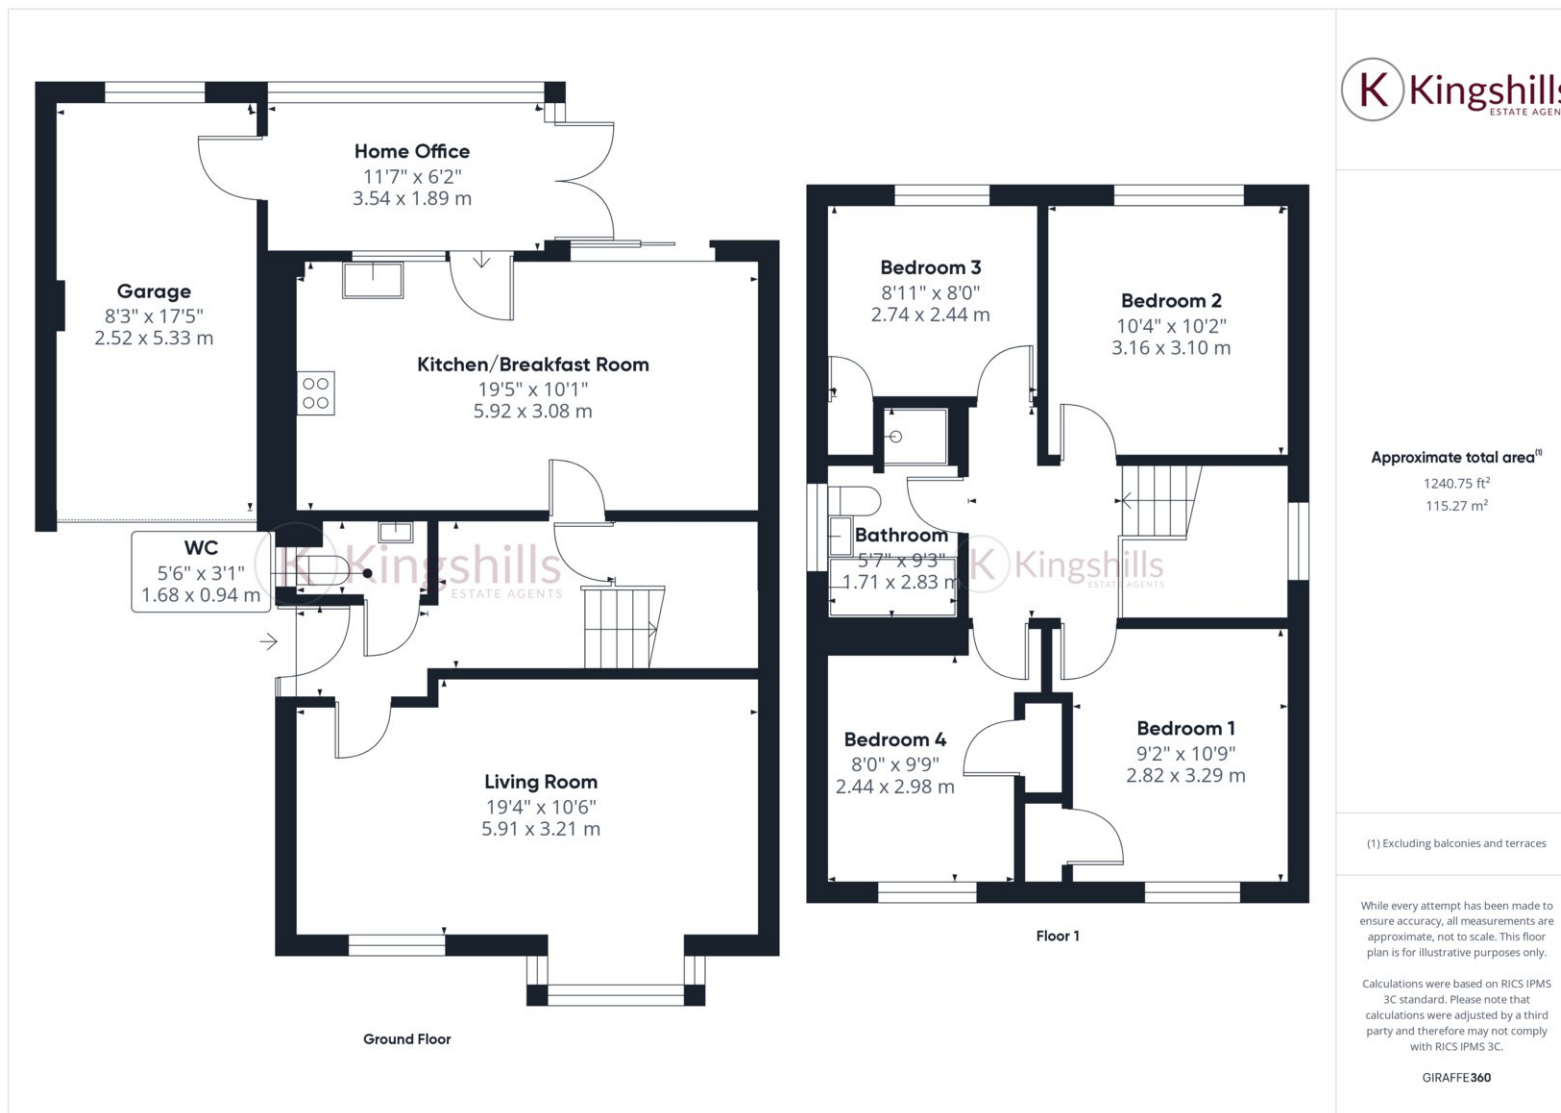 Home Office
11'7" x 6'2"
3.54 x 1.89 m
Garage
8'3" x 17'5"
2.52 x 5.33 m
Kitchen/Breakfast Room
19'5" x 10'1"
5.92 x 3.08 m
WC
5'6" x 3'1"
1.68 x 0.94 m
K Kingshills
ESTATE AGENTS
Living Room
19'4" x 10'6"
5.91 x 3.21 m
Ground Floor
Bedroom 3
8'11" x 8'0"
2.74 x 2.44 m
Bedroom 2
10'4" x 10'2"
3.16 x 3.10 m
Bathroom
5'7" x 9'3"
1.71 x 2.83 m
K Kingshills
ESTATE AGENTS
Bedroom 4
8'0" x 9'9"
2.44 x 2.98 m
Bedroom 1
9'2" x 10'9"
2.82 x 3.29 m
Floor 1
K Kingshills
ESTATE AGEN
Approximate total area(1)
1240.75 ft²
115.27 m²
(1) Excluding balconies and terraces
While every attempt has been made to
ensure accuracy, all measurements are
approximate, not to scale. This floor
plan is for illustrative purposes only.
Calculations were based on RICS IPMS
3C standard. Please note that
calculations were adjusted by a third
party and therefore may not comply
with RICS IPMS 3C.
GIRAFFE360